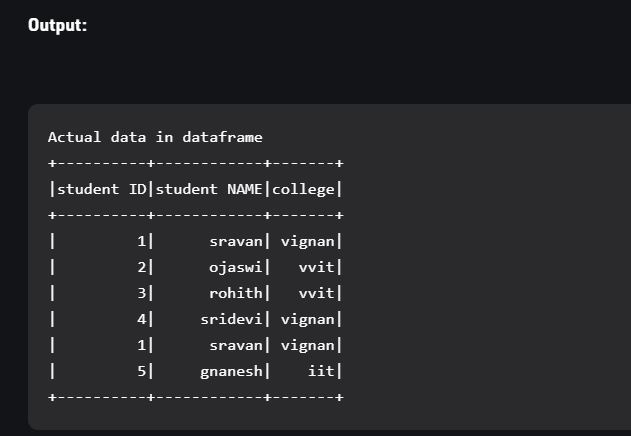 Output:
Actual data in dataframe
+----------+------------+-------+
|student ID|student NAME|college|
+----------+------------+-------+
|         1|      sravan| vignan|
|         2|      ojaswi|   vvit|
|         3|      rohith|   vvit|
|         4|     sridevi| vignan|
|         1|      sravan| vignan|
|         5|     gnanesh|    iit|
+----------+------------+-------+